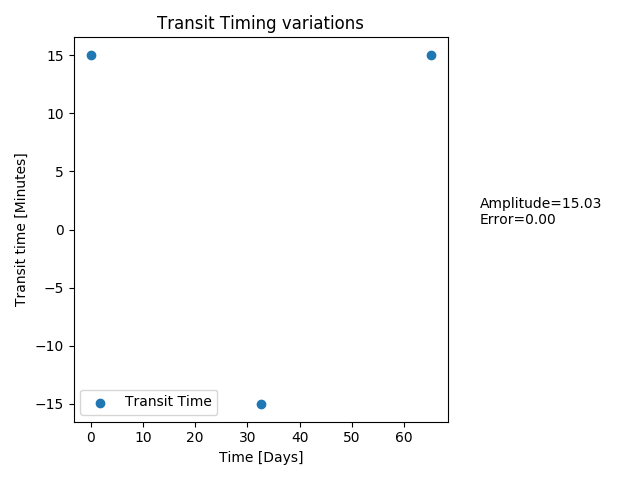 Transit Timing variations
Transit time [Minutes]
15
10
5
0
−5
−10
−15
Transit Time
0
10
20
30
40
50
60
Time [Days]
Amplitude=15.03
Error=0.00